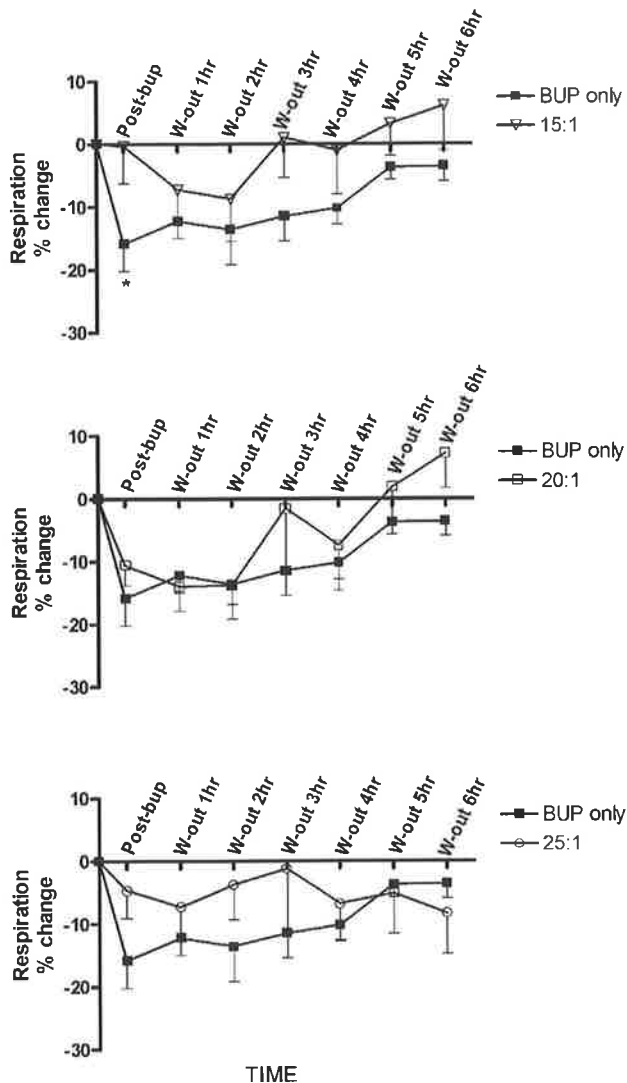 Post-bup
W-out 1hr
W-out 2hr
W-out 3hr
W-out 4hr
W-out 5hr
W-out 6hr
BUP only
15:1
Respiration
% change
10
0
-10
-20
-30
*
Post-bup
W-out 1hr
W-out 2hr
W-out 3hr
W-out 4hr
W-out 5hr
W-out 6hr
BUP only
20:1
Respiration
% change
10
0
-10
-20
-30
Post-bup
W-out 1hr
W-out 2hr
W-out 3hr
W-out 4hr
W-out 5hr
W-out 6hr
BUP only
25:1
Respiration
% change
10
0
-10
-20
-30
TIME